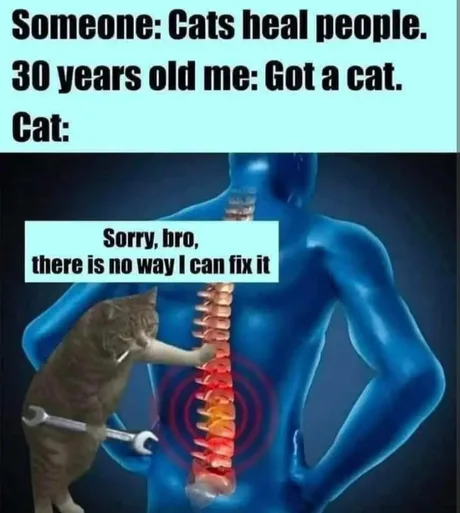 Someone: Cats heal people.
30 years old me: Got a cat.
Cat:
Sorry, bro,
there is no way I can fix it